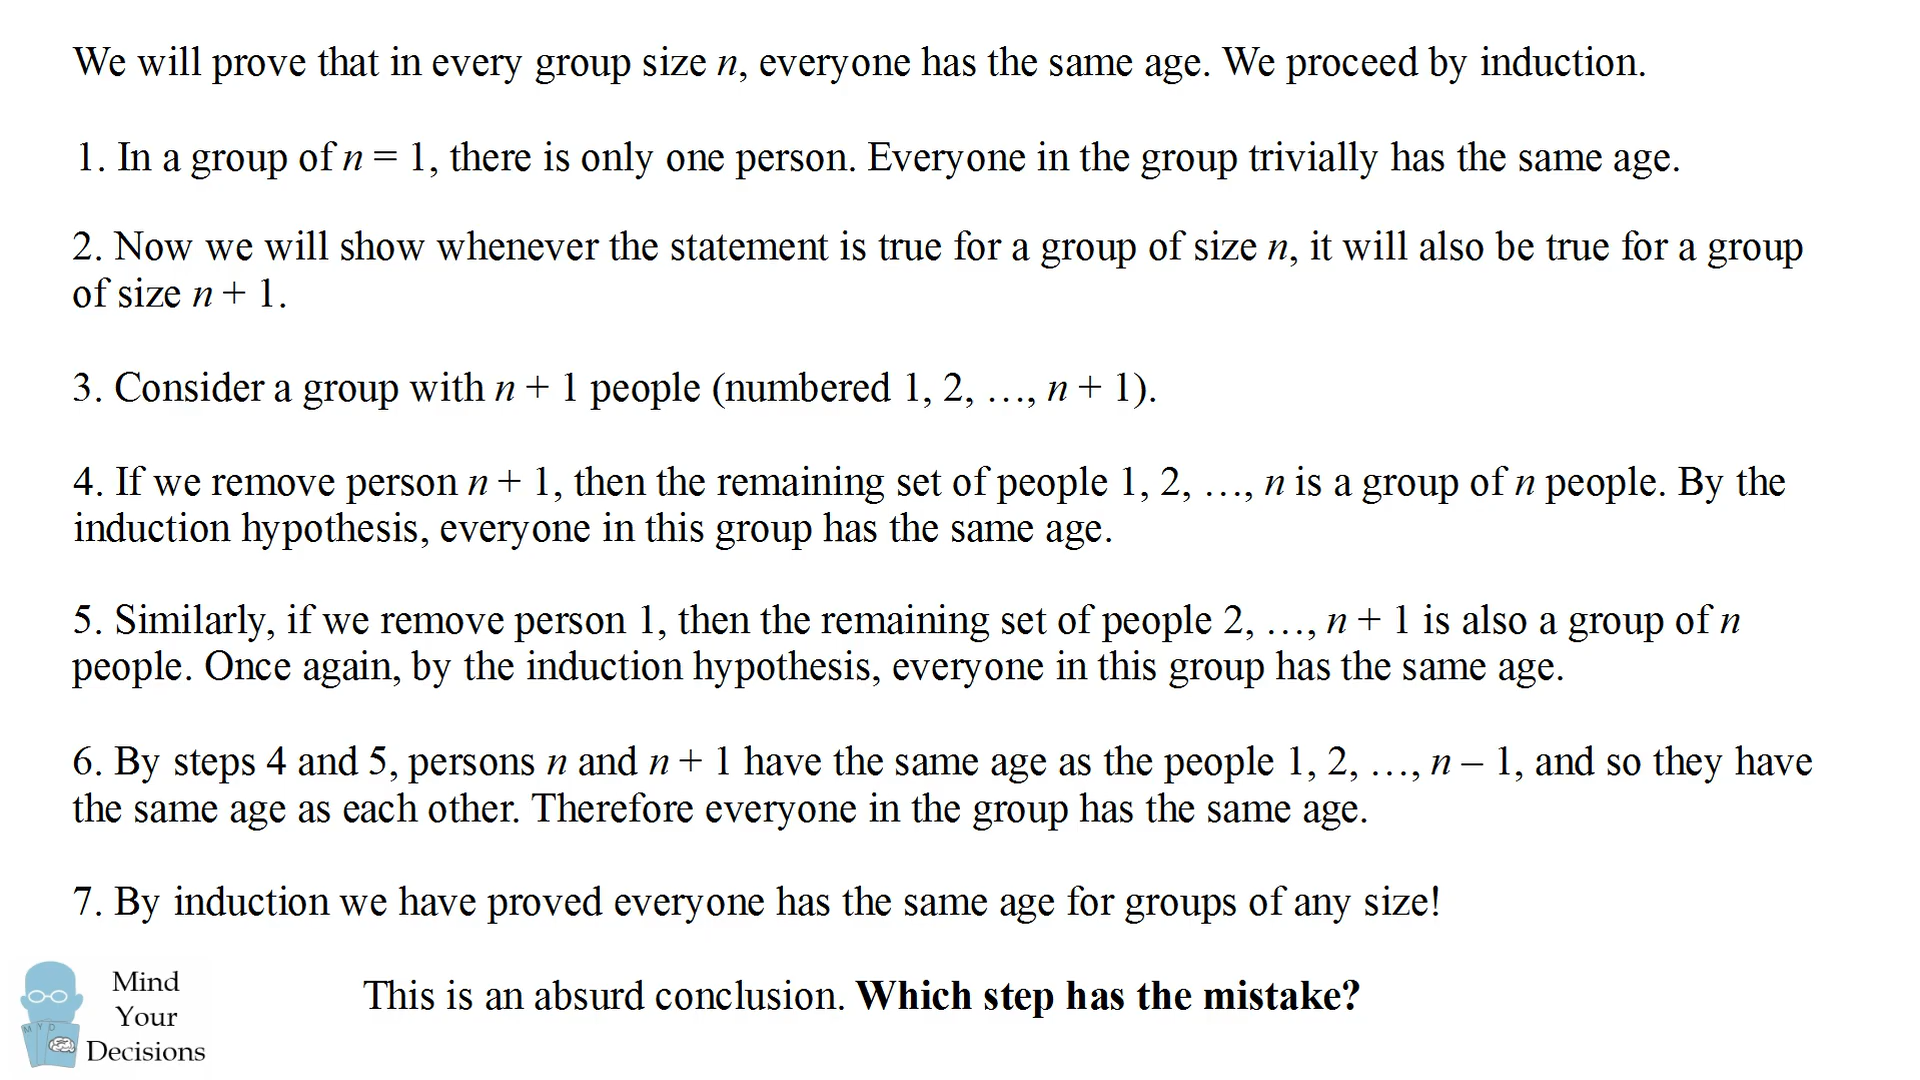 We will prove that in every group size n, everyone has the same age. We proceed by induction.
1. In a group of n = 1, there is only one person. Everyone in the group trivially has the same age.
2. Now we will show whenever the statement is true for a group of size n, it will also be true for a group
of size n + 1.
3. Consider a group with n + 1 people (numbered 1, 2, …, n + 1).
4. If we remove person n + 1, then the remaining set of people 1, 2, …, n is a group of n people. By the
induction hypothesis, everyone in this group has the same age.
5. Similarly, if we remove person 1, then the remaining set of people 2, …, n + 1 is also a group of n
people. Once again, by the induction hypothesis, everyone in this group has the same age.
6. By steps 4 and 5, persons n and n + 1 have the same age as the people 1, 2, …, n – 1, and so they have
the same age as each other. Therefore everyone in the group has the same age.
7. By induction we have proved everyone has the same age for groups of any size!
This is an absurd conclusion. Which step has the mistake?
M Y D
Mind
Your
Decisions